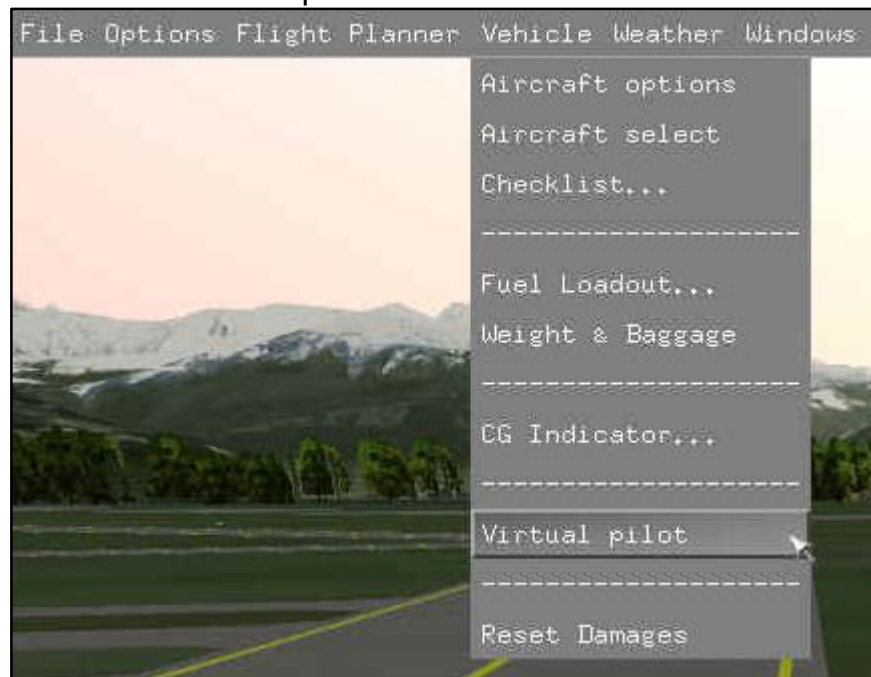 File Options Flight Planner Vehicle Weather Windows
Aircraft options
Aircraft select
Checklist...
--------------------
Fuel Loadout...
Weight & Baggage
--------------------
CG Indicator...
--------------------
Virtual pilot
--------------------
Reset Damages